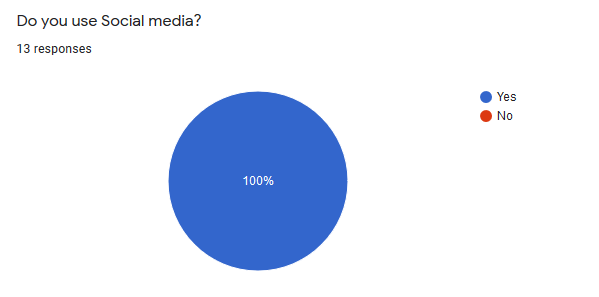 Do you use Social media?
13 responses
100%
Yes
No